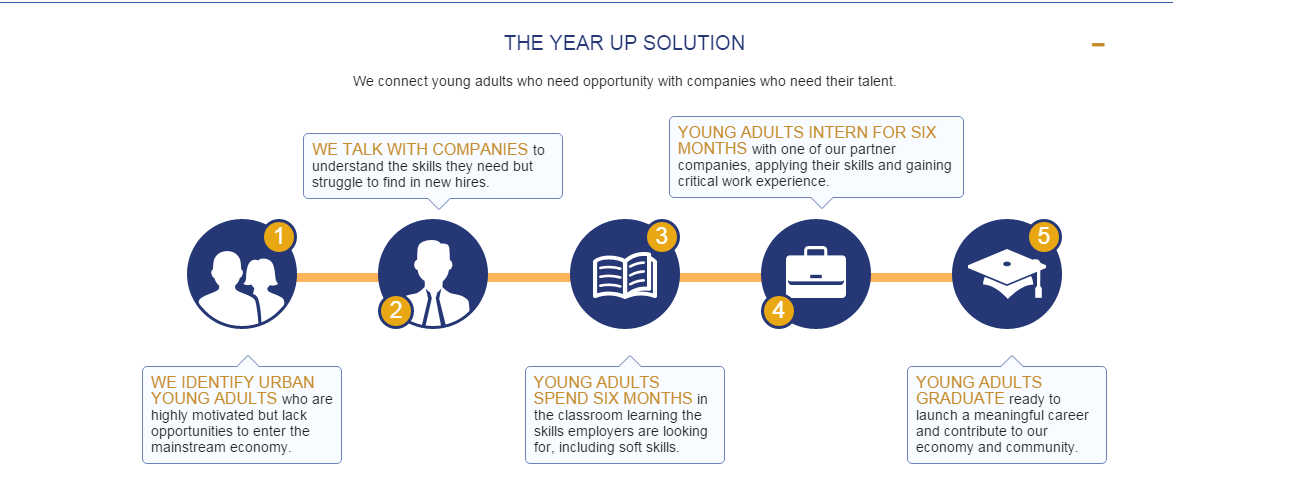 THE YEAR UP SOLUTION
We connect young adults who need opportunity with companies who need their talent.
1
WE IDENTIFY URBAN
YOUNG ADULTS who are
highly motivated but lack
opportunities to enter the
mainstream economy.
WE TALK WITH COMPANIES to
understand the skills they need but
struggle to find in new hires.
2
3
YOUNG ADULTS
SPEND SIX MONTHS in
the classroom learning the
skills employers are looking
for, including soft skills.
YOUNG ADULTS INTERN FOR SIX
MONTHS with one of our partner
companies, applying their skills and gaining
critical work experience.
4
5
YOUNG ADULTS
GRADUATE ready to
launch a meaningful career
and contribute to our
economy and community.